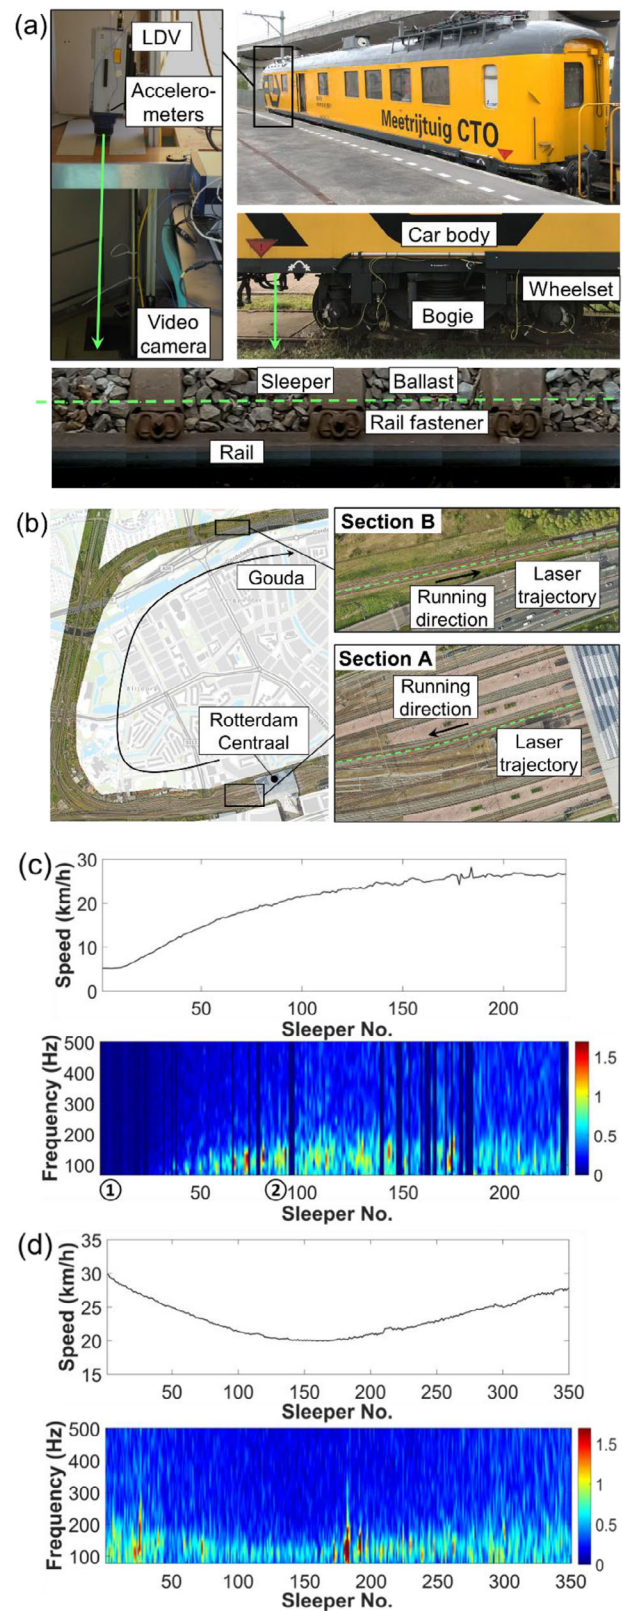 (a)
LDV
Accelero-
meters
Meetrijtuig CTO
Car body
Wheelset
Bogie
Video
camera
Sleeper
Ballast
Rail fastener
Rail
(b)
Gouda
Rotterdam
Centraal
Section B
Running
direction
Laser
trajectory
Section A
Running
direction
Laser
trajectory
(c)
Speed (km/h)
30
20
10
0
50
100
150
200
Sleeper No.
Frequency (Hz)
500
400
300
200
100
1.5
1
0.5
0
①
50
②
100
150
200
Sleeper No.
(d)
Speed (km/h)
35
30
25
20
15
50
100
150
200
250
300
350
Sleeper No.
Frequency (Hz)
500
400
300
200
100
1.5
1
0.5
0
50
100
150
200
250
300
350
Sleeper No.